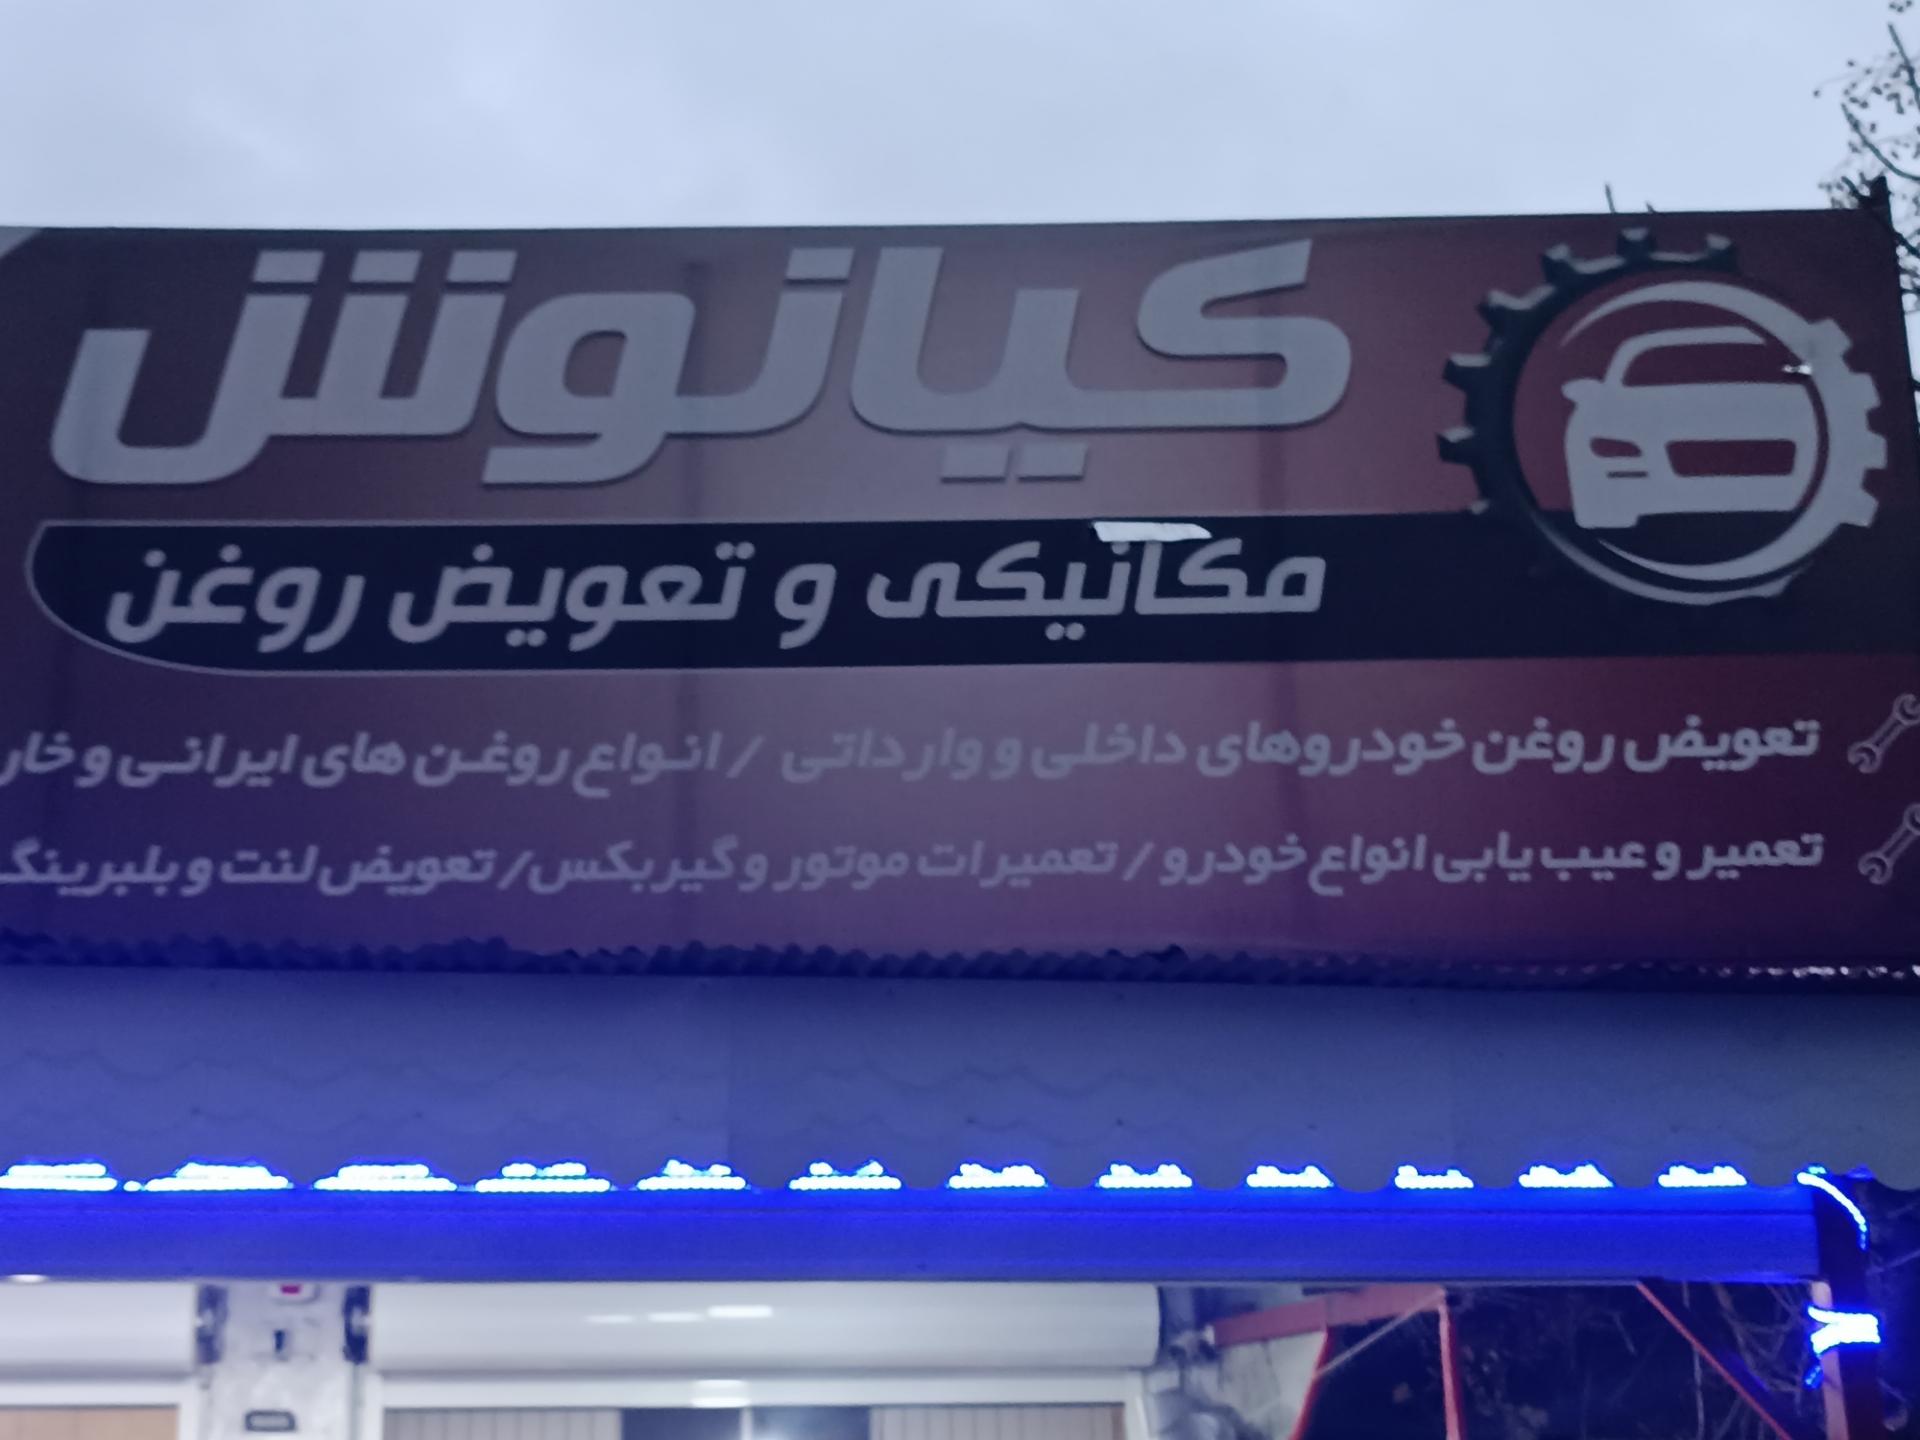 کیانوش
مکانیکی و تعویض روغن
تعویض روغن خودروهای داخلی و وارداتی / انواع روغن های ایرانی و
تعمیر و عیب یابی انواع خودرو / تعمیرات موتور و گیربکس / تعویض لنت و